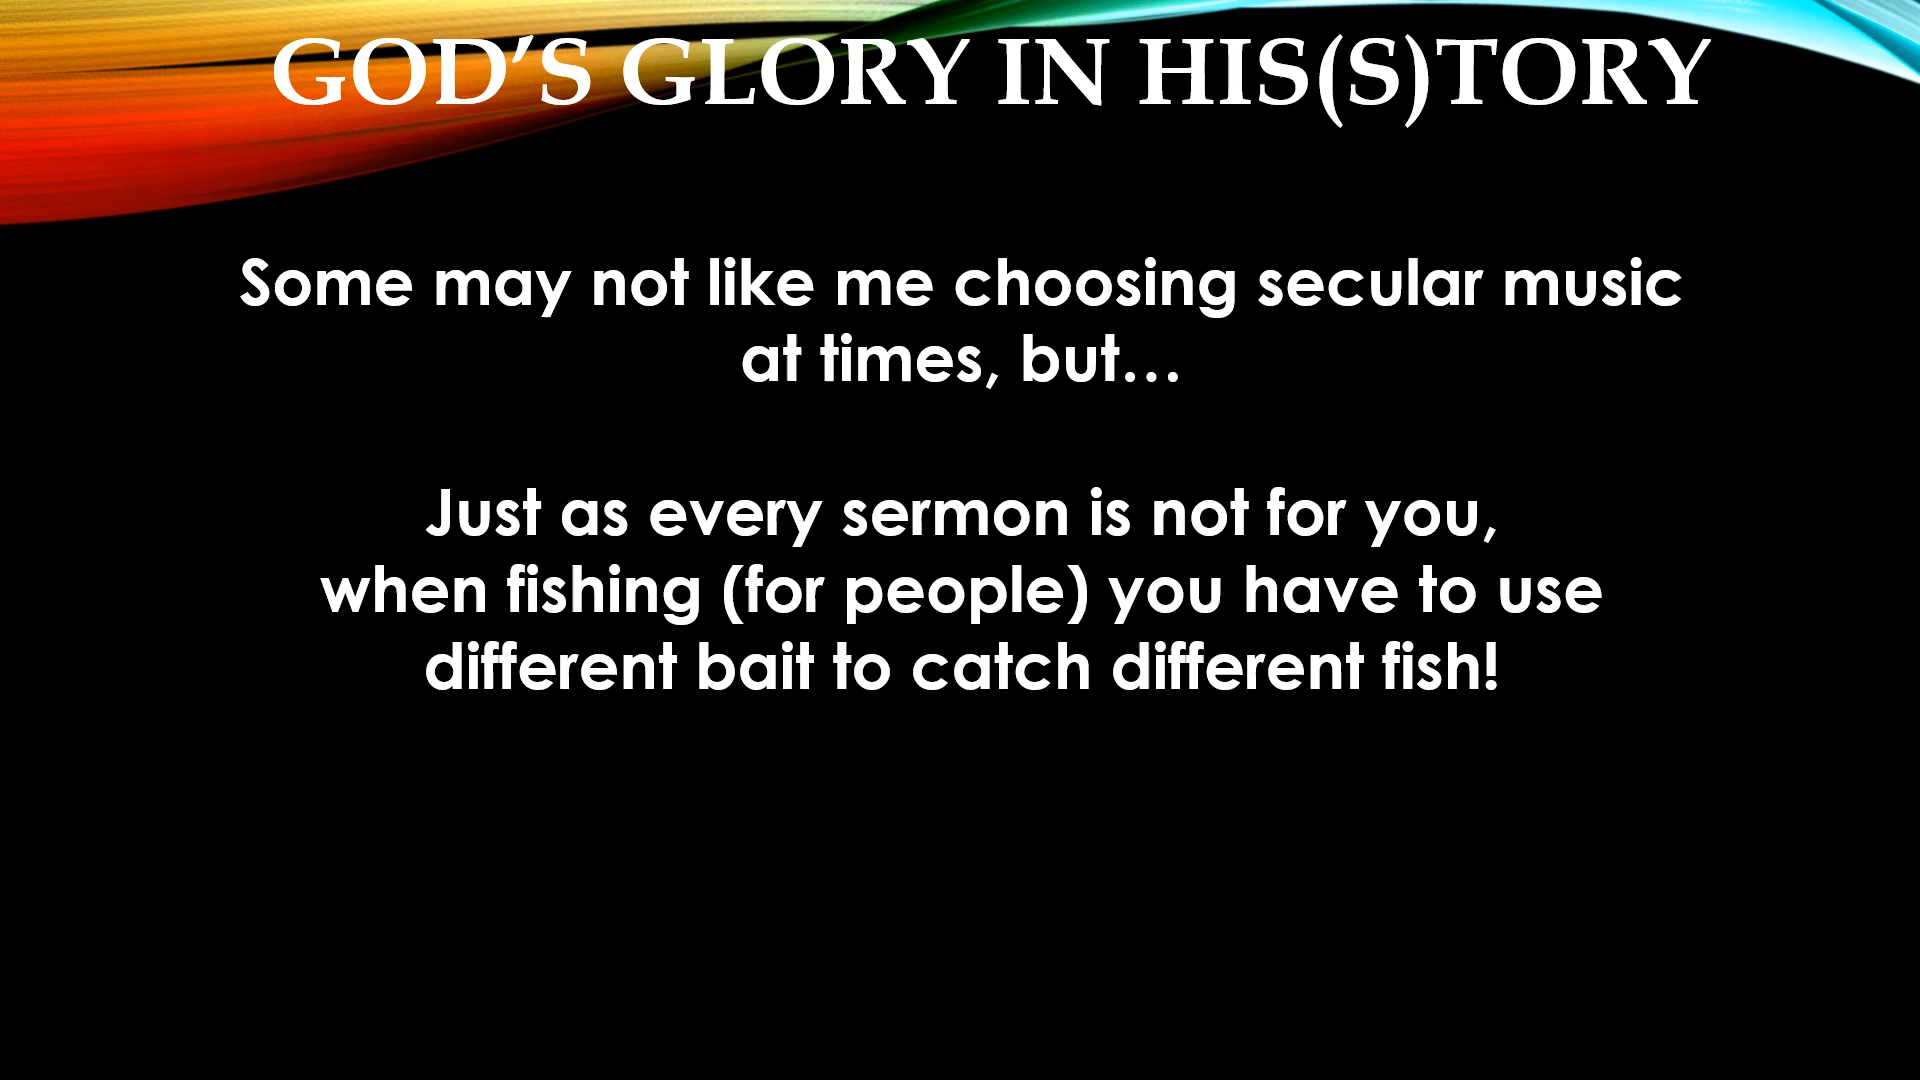 GOD’S GLORY IN HIS(S)TORY
Some may not like me choosing secular music
at times, but…
Just as every sermon is not for you,
when fishing (for people) you have to use
different bait to catch different fish!